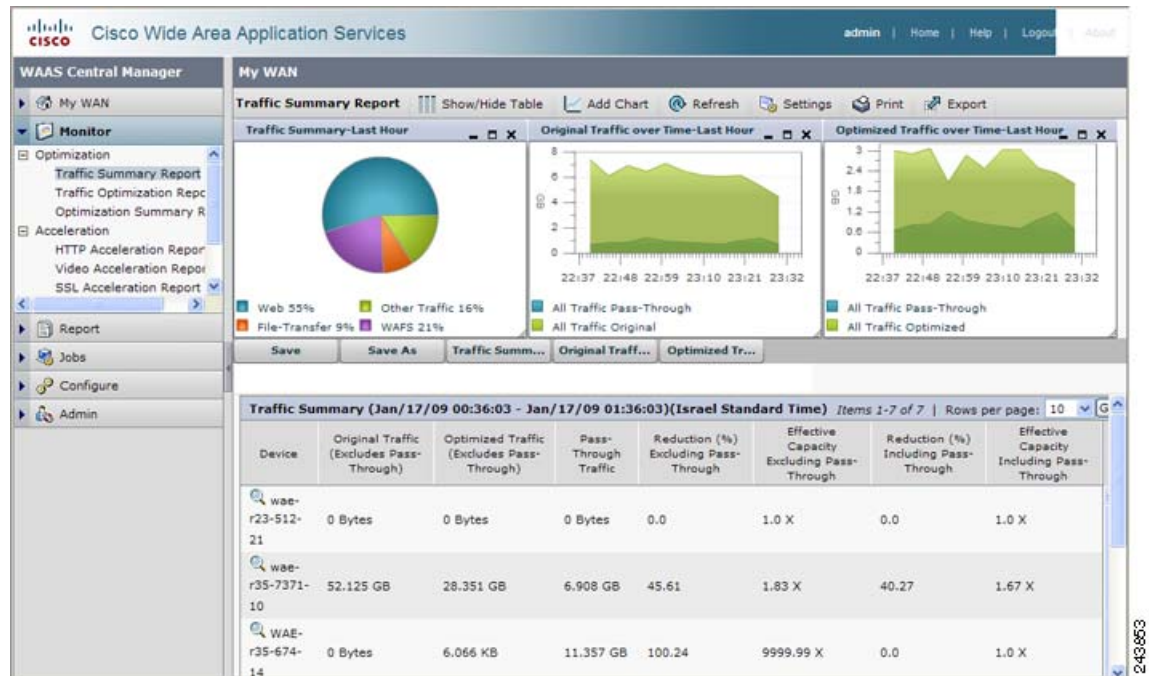 CISCO Cisco Wide Area Application Services
admin | Home | Help | Logout | About
WAAS Central Manager
My WAN
Monitor
Optimization
Traffic Summary Report
Traffic Optimization Repc
Optimization Summary R
Acceleration
HTTP Acceleration Repor
Video Acceleration Repor
SSL Acceleration Report
Report
Jobs
Configure
Admin
My WAN
Traffic Summary Report Show/Hide Table Add Chart Refresh Settings Print Export
Traffic Summary-Last Hour
Web 55% Other Traffic 16%
File-Transfer 9% WAFS 21%
Original Traffic over Time-Last Hour
8
6
4
2
0
22:37 22:48 22:59 23:10 23:21 23:32
All Traffic Pass-Through
All Traffic Original
Optimized Traffic over Time-Last Hour
3
2.4
1.8
1.2
0.6
0
22:37 22:48 22:59 23:10 23:21 23:32
All Traffic Pass-Through
All Traffic Optimized
Save Save As Traffic Summ... Original Traff... Optimized Tr...
Traffic Summary (Jan/17/09 00:36:03 - Jan/17/09 01:36:03)(Israel Standard Time) Items 1-7 of 7 | Rows per page: 10 G
Device
Original Traffic
(Excludes Pass-
Through)
Optimized Traffic
(Excludes Pass-
Through)
Pass-
Through
Traffic
Reduction (%)
Excluding Pass-
Through
Effective
Capacity
Excluding Pass-
Through
Reduction (%)
Including Pass-
Through
Effective
Capacity
Including Pass-
Through
wae-
r23-512-
21
0 Bytes 0 Bytes 0 Bytes 0.0 1.0 X 0.0 1.0 X
wae-
r35-7371-
10
52.125 GB 28.351 GB 6.908 GB 45.61 1.83 X 40.27 1.67 X
WAE-
r35-674-
14
0 Bytes 6.066 KB 11.357 GB 100.24 9999.99 X 0.0 1.0 X
243853